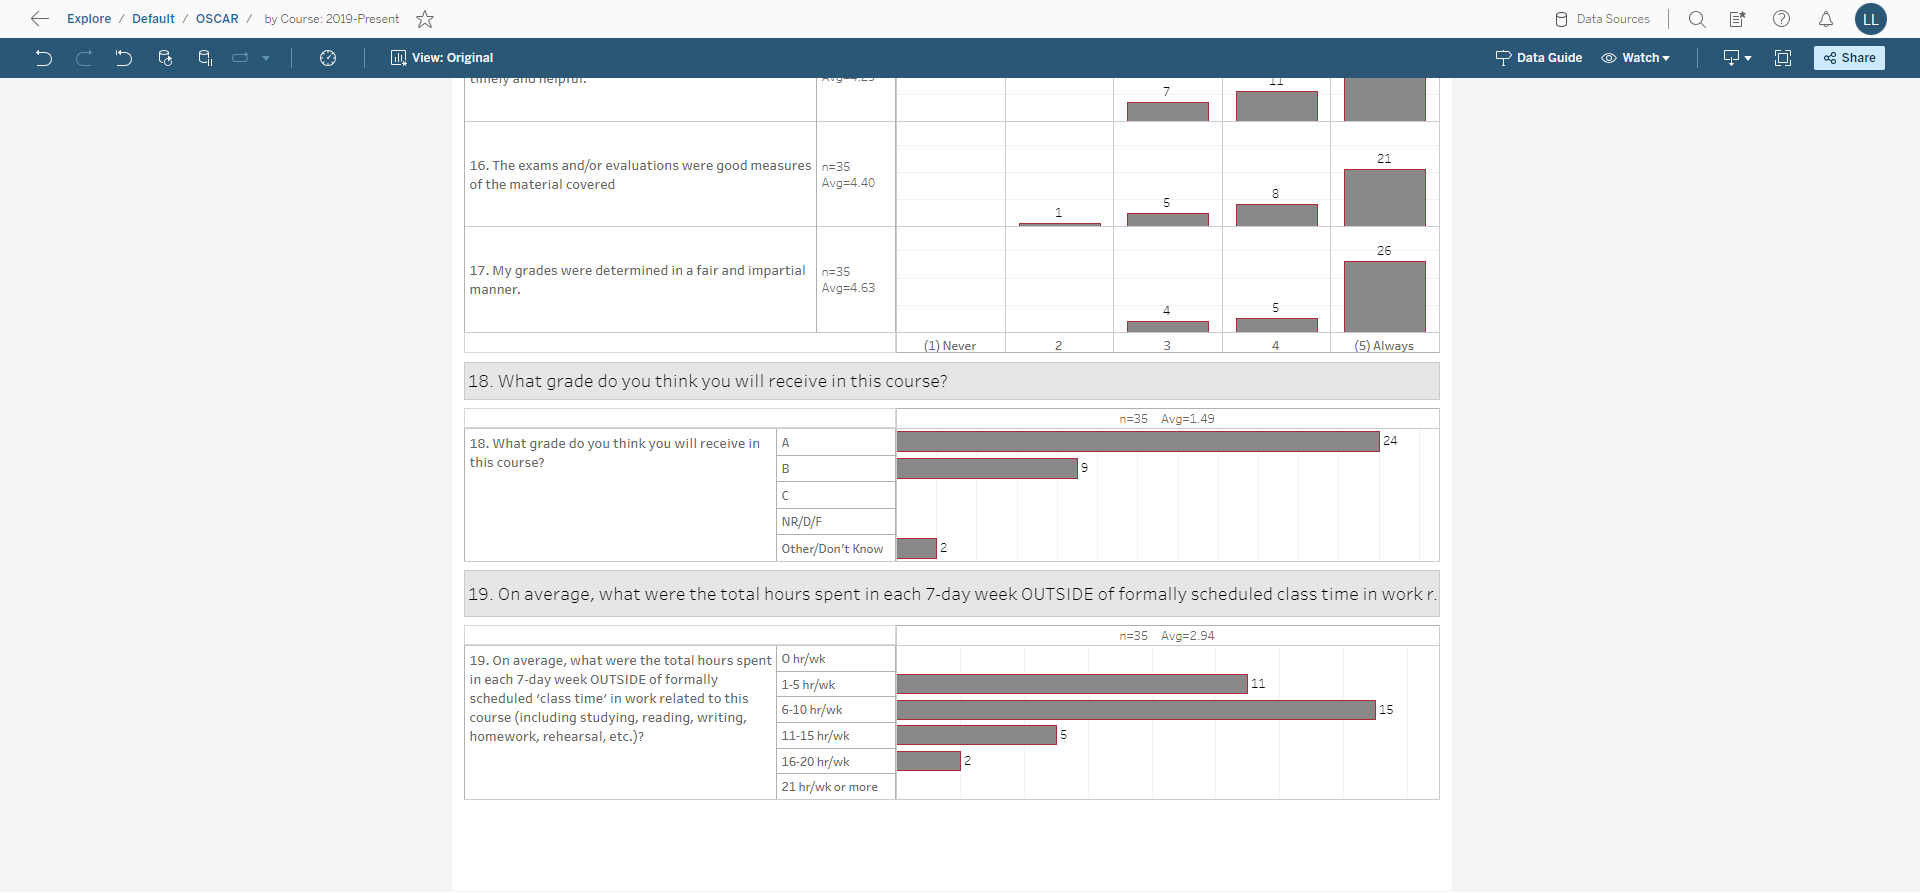 Explore / Default / OSCAR / by Course: 2019-Present
Data Sources
LL
View: Original
Data Guide
Watch
Share
timely and helpful.
Avg=4.29
7
11
16. The exams and/or evaluations were good measures
of the material covered
n=35
Avg=4.40
1
5
8
21
17. My grades were determined in a fair and impartial
manner.
n=35
Avg=4.63
4
5
26
(1) Never
2
3
4
(5) Always
18. What grade do you think you will receive in this course?
n=35 Avg=1.49
18. What grade do you think you will receive in
this course?
A
24
B
9
C
NR/D/F
Other/Don't Know
2
19. On average, what were the total hours spent in each 7-day week OUTSIDE of formally scheduled class time in work r.
n=35 Avg=2.94
19. On average, what were the total hours spent
in each 7-day week OUTSIDE of formally
scheduled ‘class time’ in work related to this
course (including studying, reading, writing,
homework, rehearsal, etc.)?
0 hr/wk
1-5 hr/wk
11
6-10 hr/wk
15
11-15 hr/wk
5
16-20 hr/wk
2
21 hr/wk or more